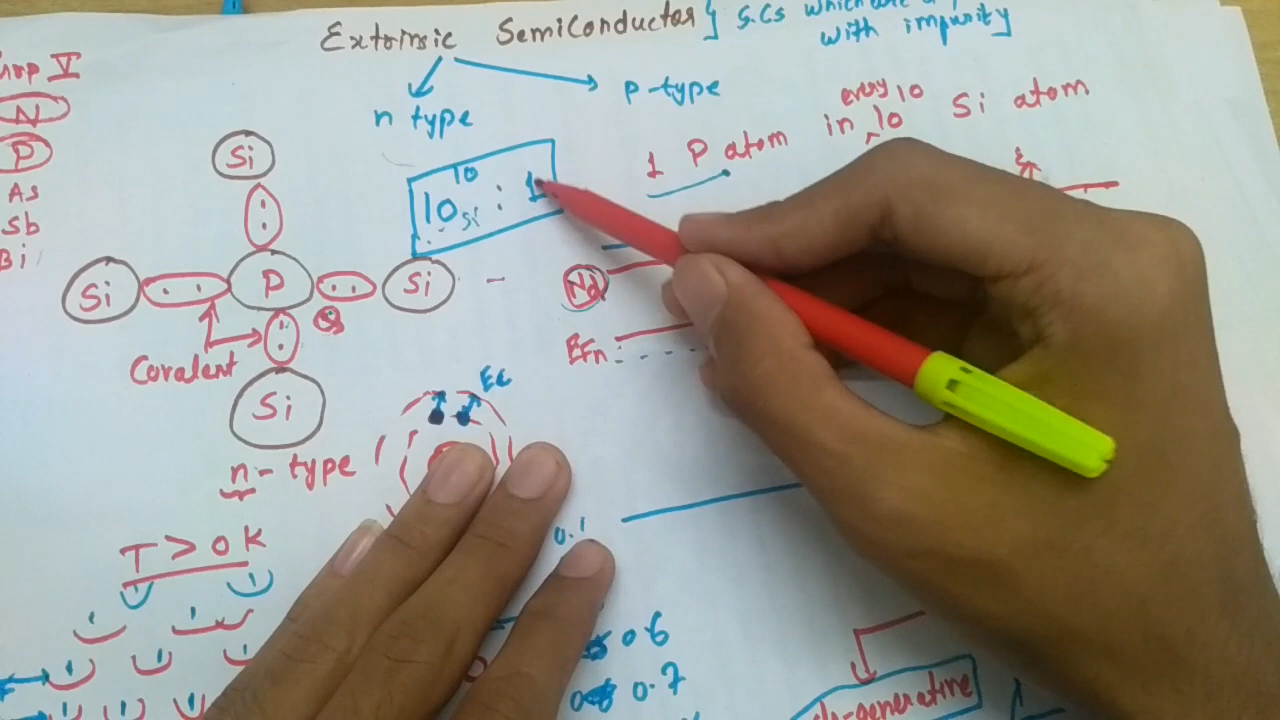 Extrinsic Semiconductor } S.Cs which are
with impurity
n type
P-type
1 P atom in every 10^10 Si atom
V
N
P
As
Sb
Bi
Si
10^10 Si : 1
Si P Si -
Nd
EFn
Covalent
Si
Ec
n-type
T > 0 K
0.1
0.6
0.7